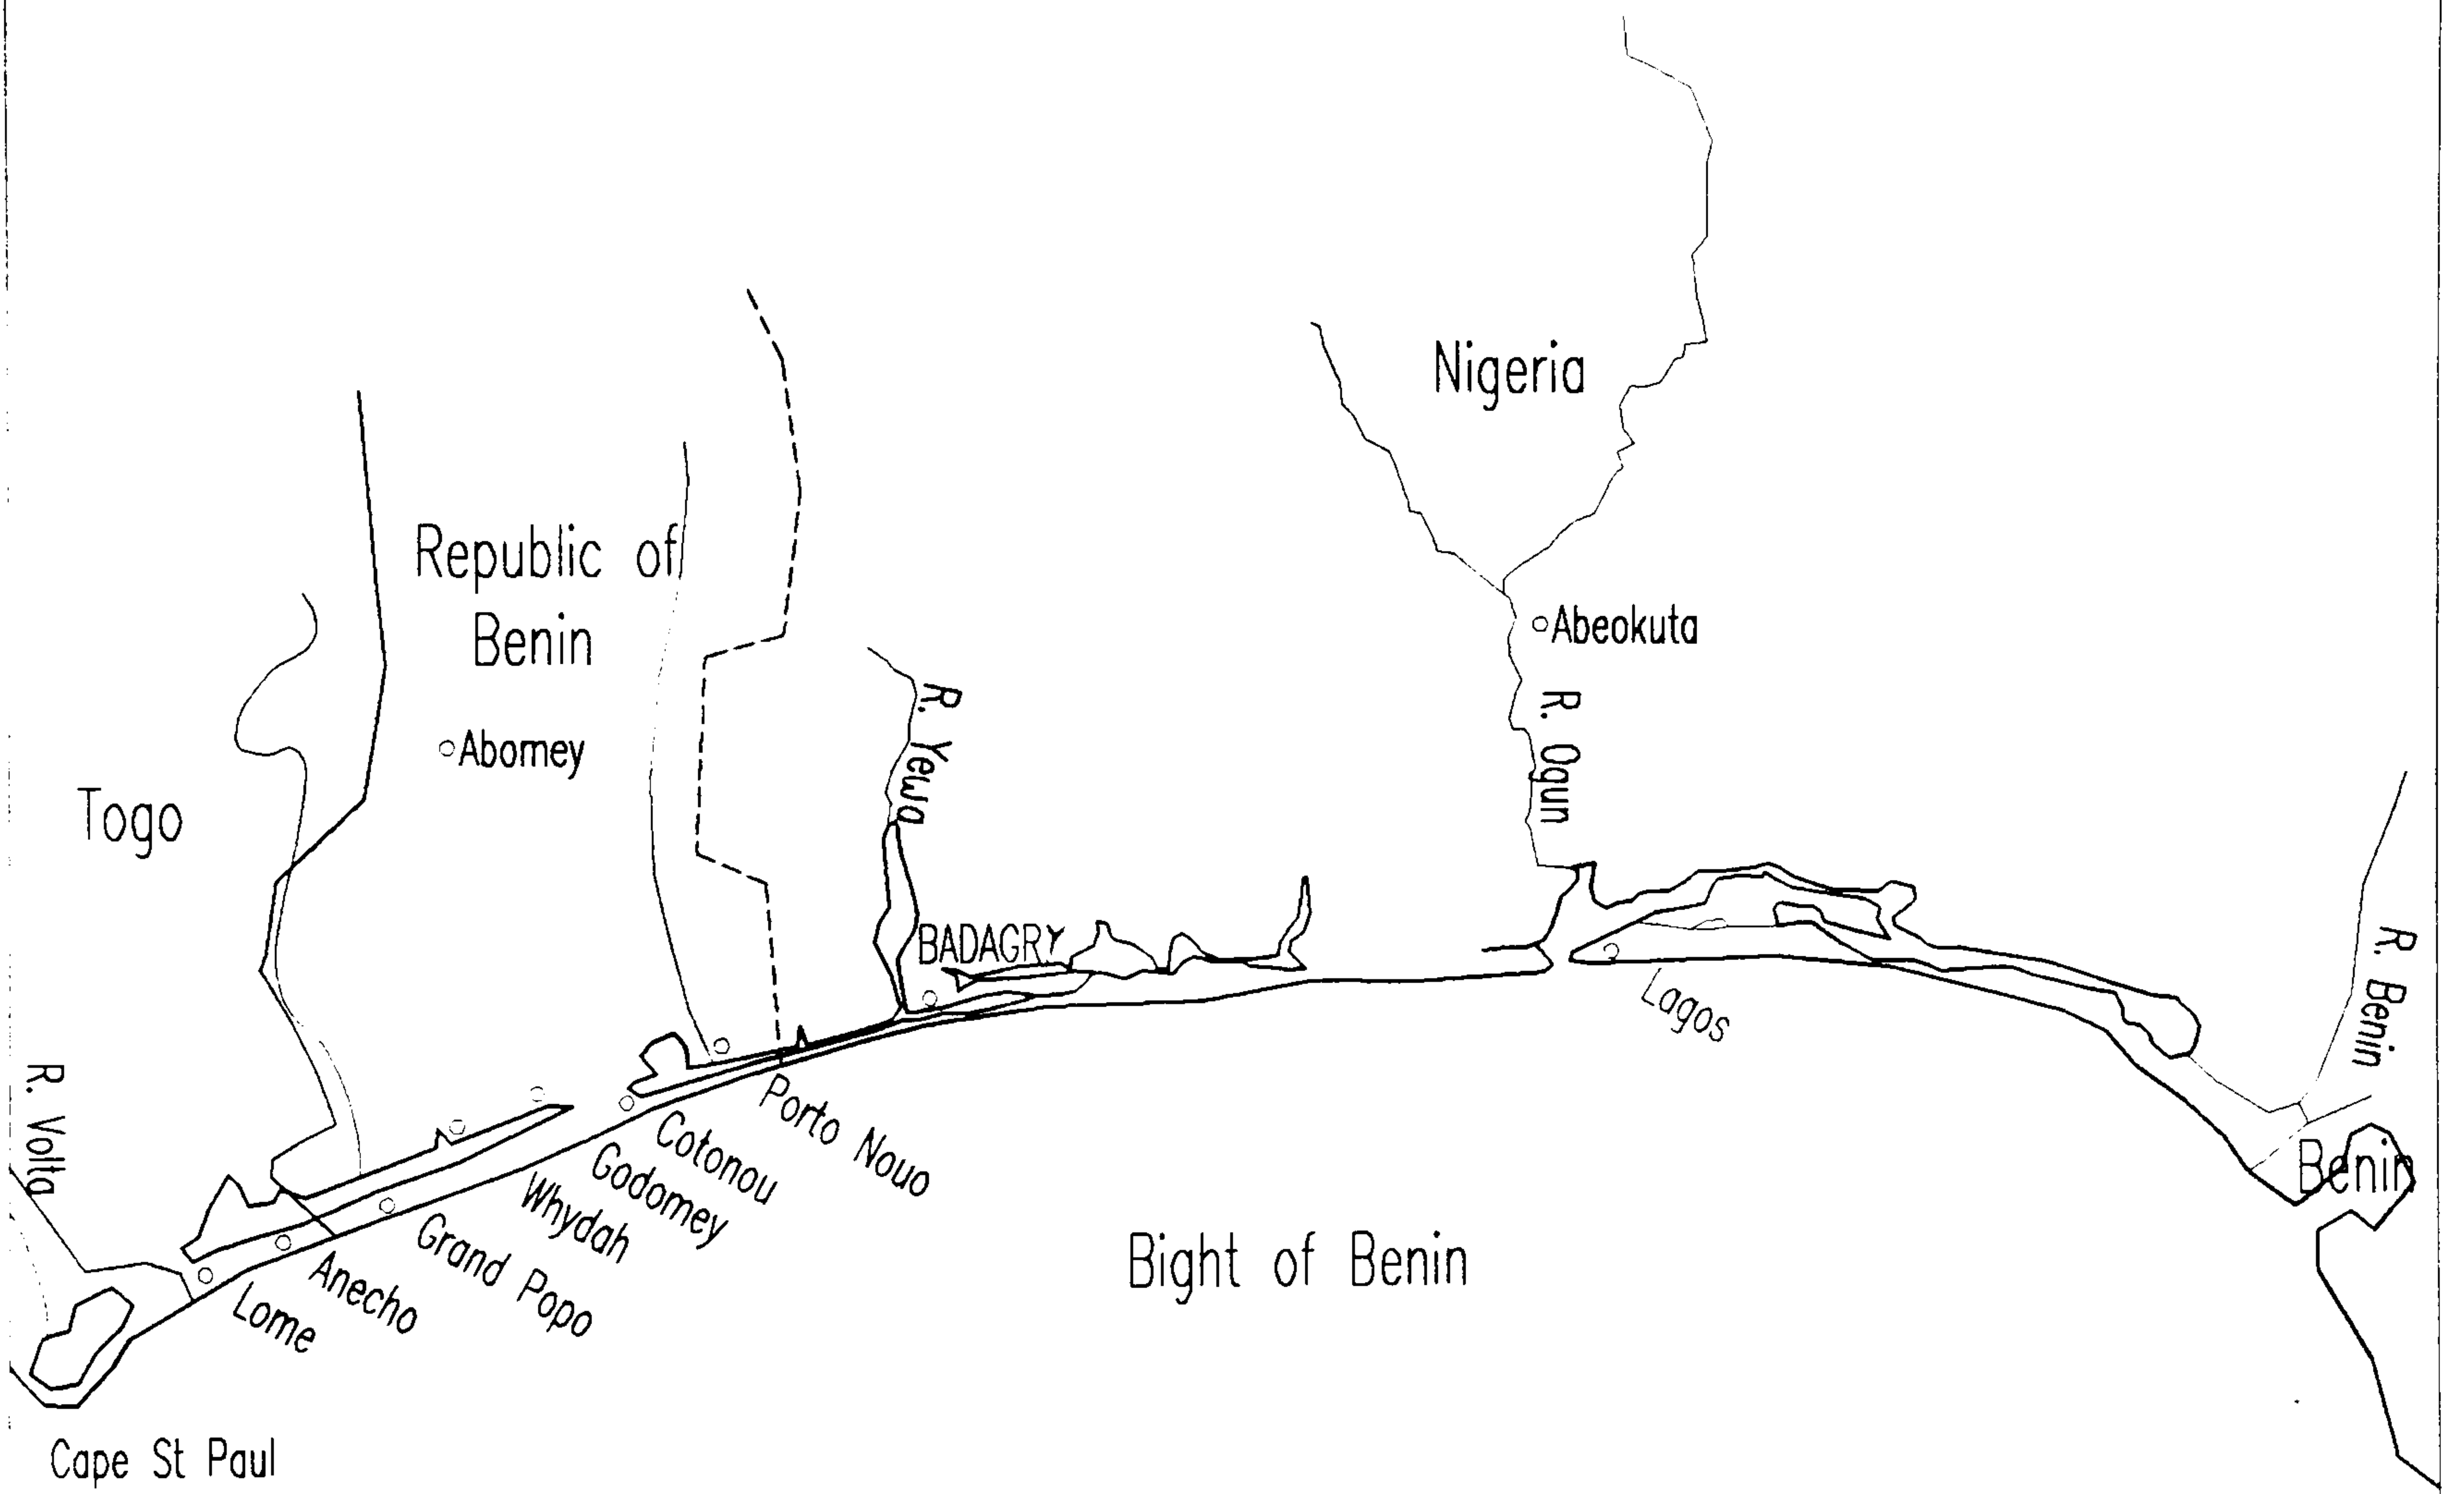 Nigeria
Republic of
Benin
Abeokuta
R. Yewa
R. Ogun
Abomey
Togo
BADAGRY
R. Benin
Lagos
R. Volta
Porto Nouo
Cotonou
Godomey
Whydah
Grand Popo
Anecho
Lome
Benin
Bight of Benin
Cape St Paul